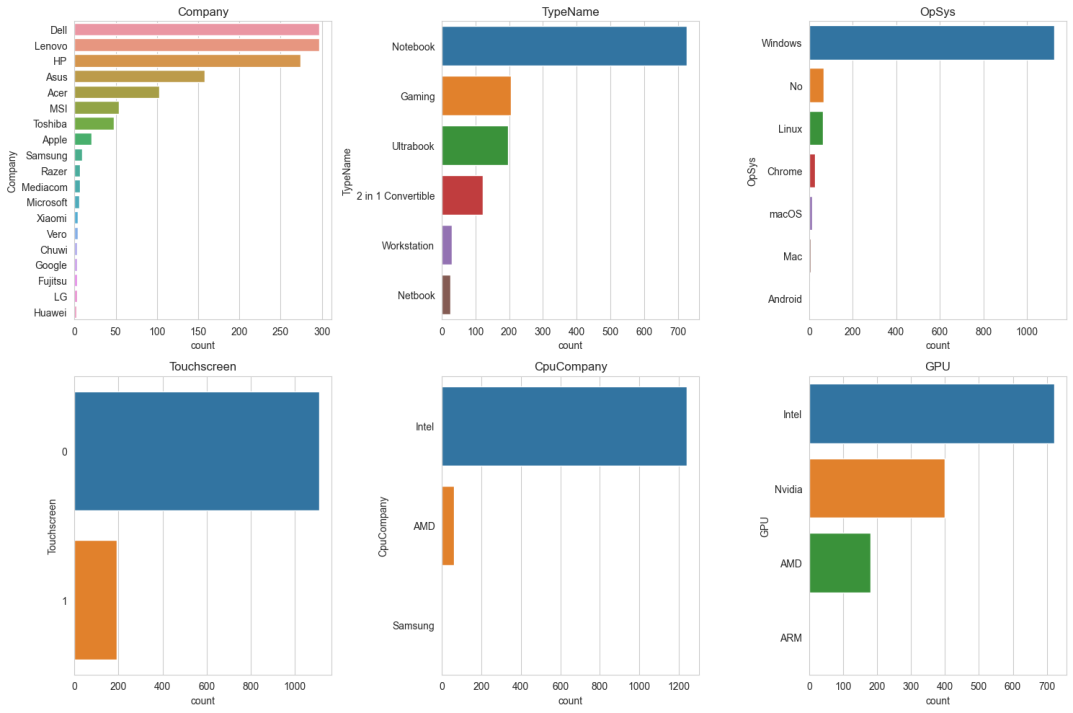 Company
Dell
Lenovo
HP
Asus
Acer
MSI
Toshiba
Apple
Samsung
Razer
Mediacom
Microsoft
Xiaomi
Vero
Chuwi
Google
Fujitsu
LG
Huawei
Company
0 50 100 150 200 250 300
count
TypeName
Notebook
Gaming
Ultrabook
2 in 1 Convertible
Workstation
Netbook
TypeName
0 100 200 300 400 500 600 700
count
OpSys
Windows
No
Linux
Chrome
macOS
Mac
Android
OpSys
0 200 400 600 800 1000
count
Touchscreen
0
1
Touchscreen
0 200 400 600 800 1000
count
CpuCompany
Intel
AMD
Samsung
CpuCompany
0 200 400 600 800 1000 1200
count
GPU
Intel
Nvidia
AMD
ARM
GPU
0 100 200 300 400 500 600 700
count